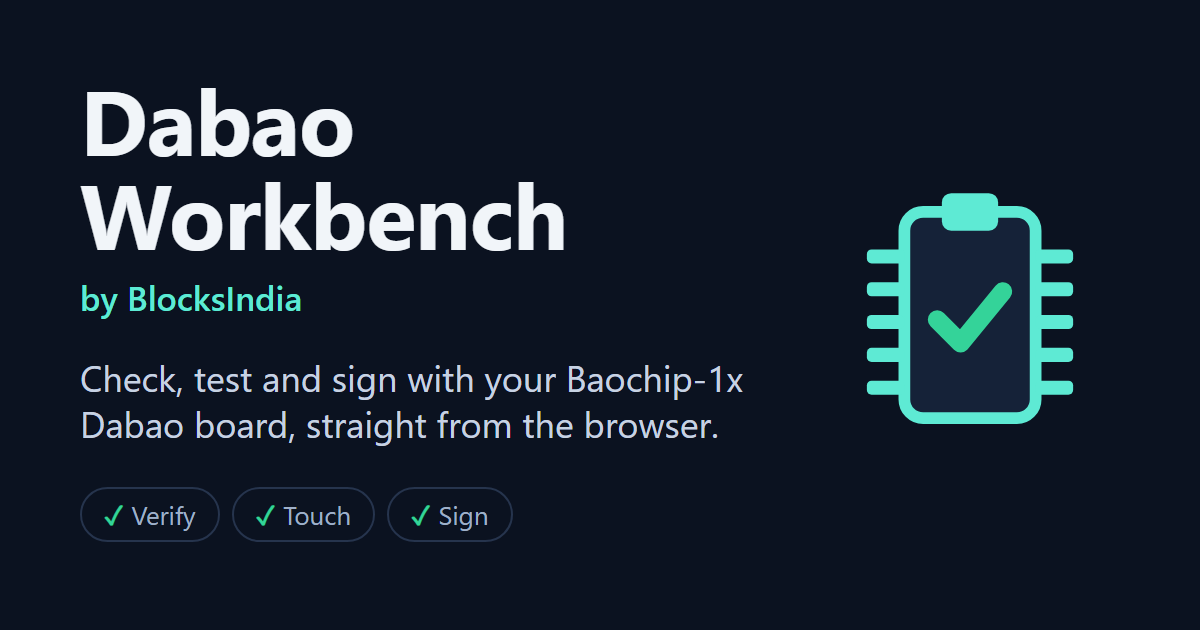 Dabao
Workbench
by BlocksIndia
Check, test and sign with your Baochip-1x
Dabao board, straight from the browser.
✓ Verify
✓ Touch
✓ Sign